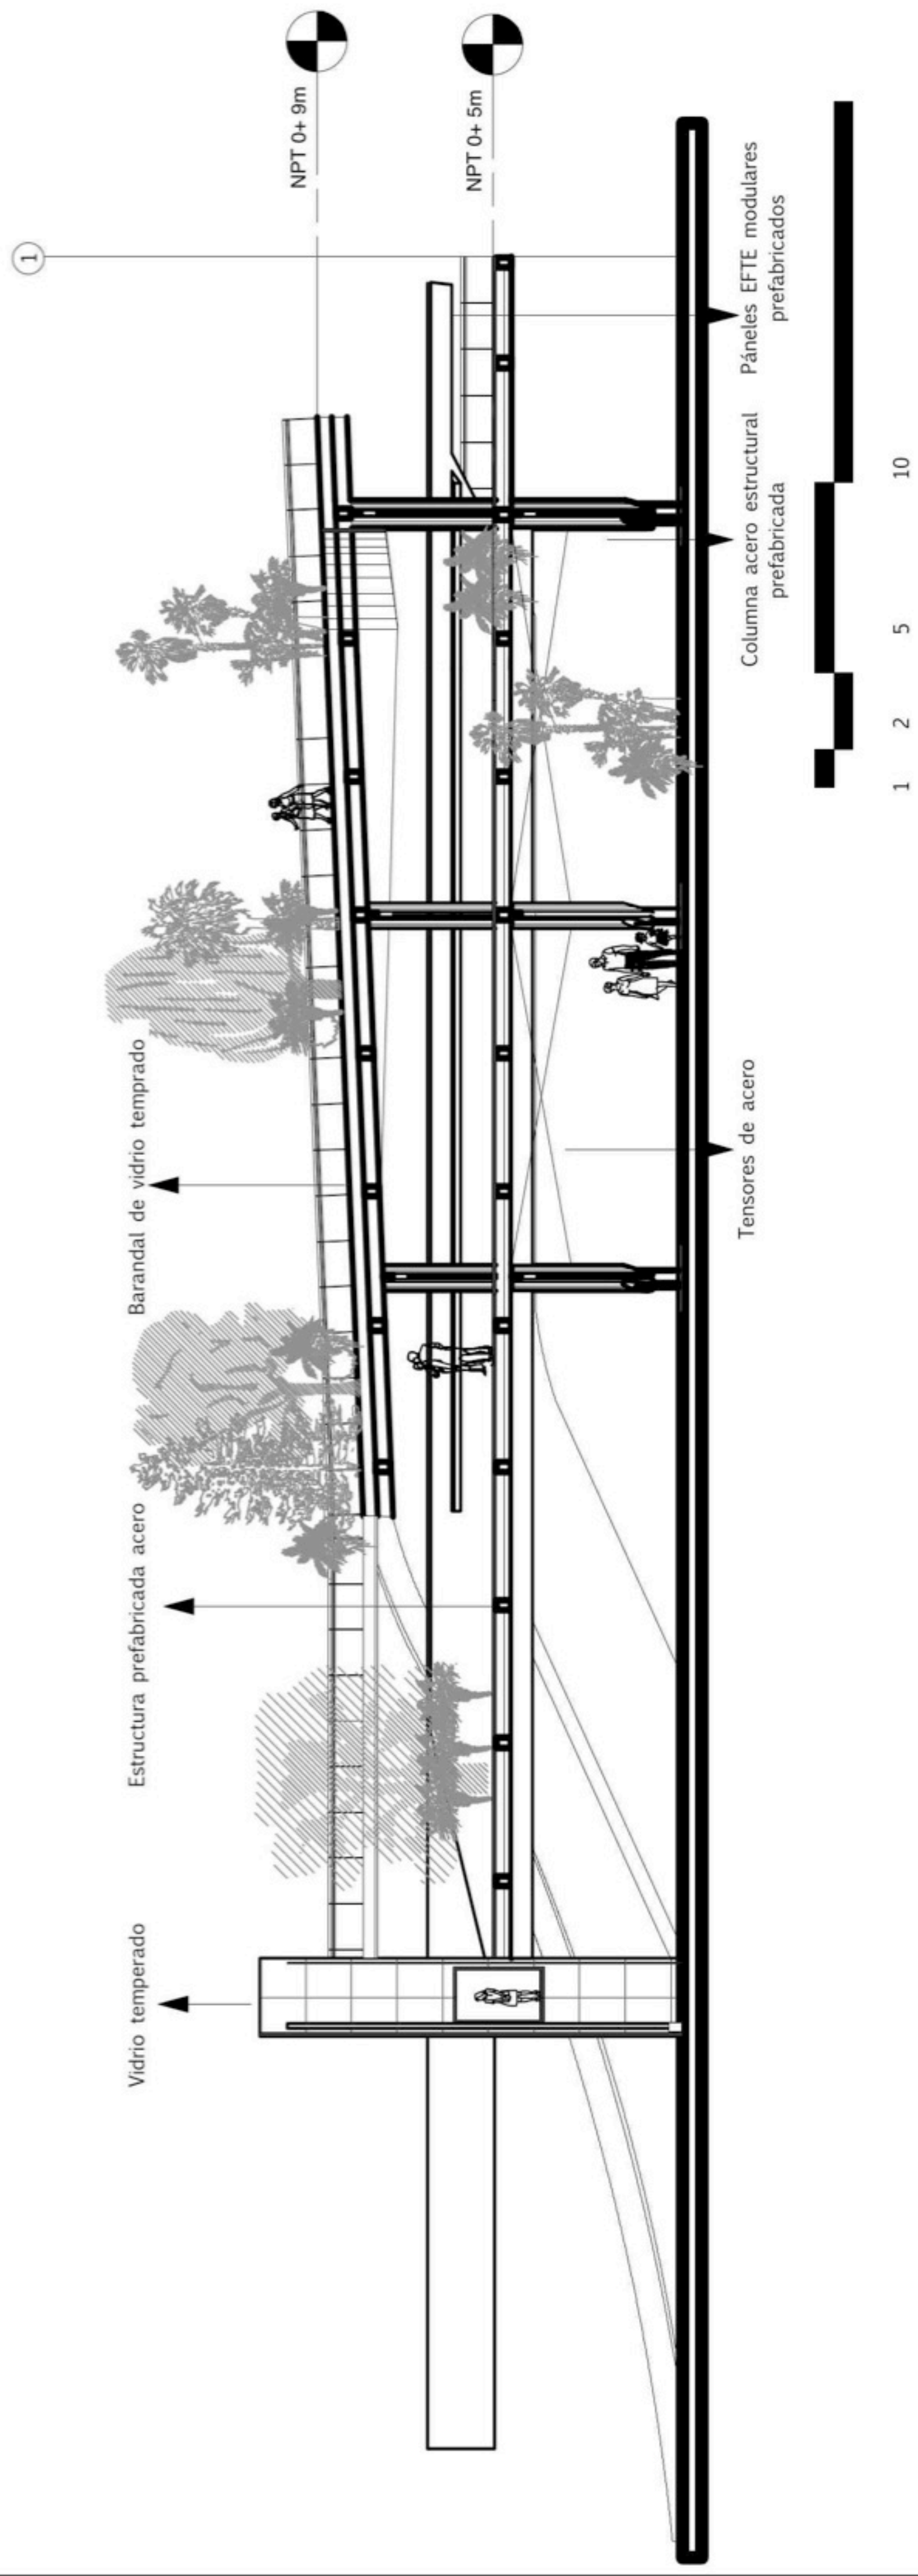 Vidrio temperado
Estructura prefabricada acero
Barandal de vidrio temprado
1
NPT 0+ 9m
NPT 0+ 5m
Tensores de acero
Columna acero estructural
prefabricada
Páneles EFTE modulares
prefabricados
1 2 5 10